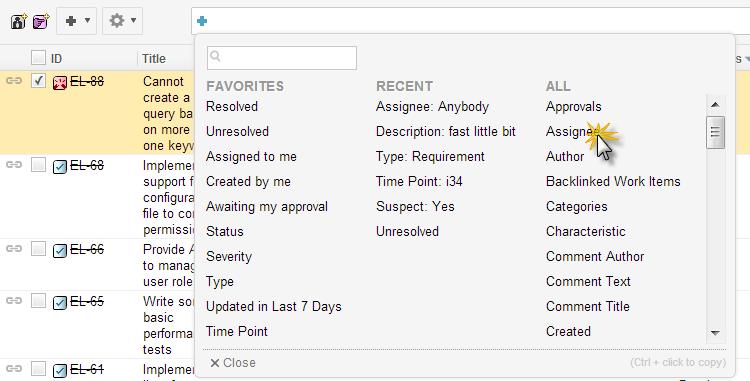 ID
Title
EL-88
Cannot
create a
query ba
on more
one keyw
EL-68
Implemen
support f
configura
file to con
permissi
EL-66
Provide A
to manag
user role
EL-65
Write son
basic
performa
tests
EL-61
Implemen
FAVORITES
Resolved
Unresolved
Assigned to me
Created by me
Awaiting my approval
Status
Severity
Type
Updated in Last 7 Days
Time Point
RECENT
Assignee: Anybody
Description: fast little bit
Type: Requirement
Time Point: i34
Suspect: Yes
Unresolved
ALL
Approvals
Assignee
Author
Backlinked Work Items
Categories
Characteristic
Comment Author
Comment Text
Comment Title
Created
Close
(Ctrl + click to copy)
s